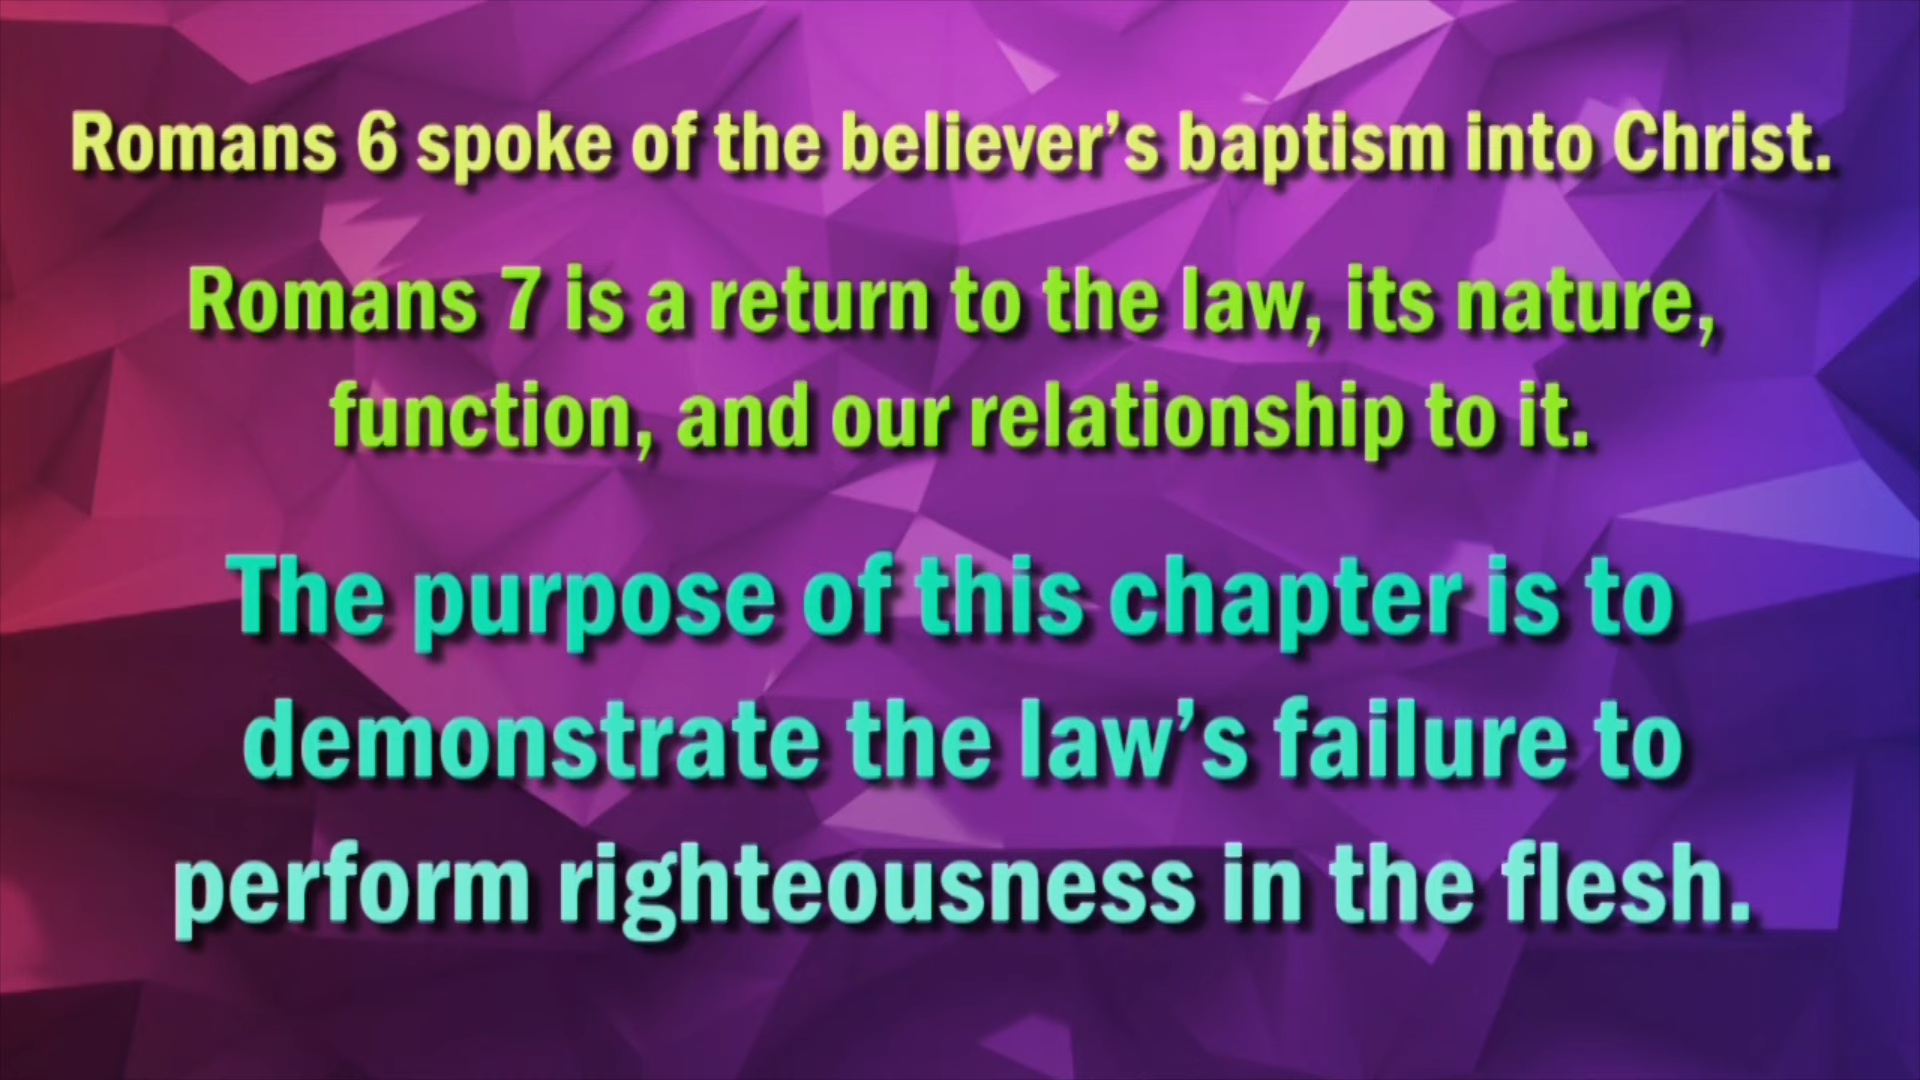 Romans 6 spoke of the believer’s baptism into Christ.
Romans 7 is a return to the law, its nature,
function, and our relationship to it.
The purpose of this chapter is to
demonstrate the law’s failure to
perform righteousness in the flesh.